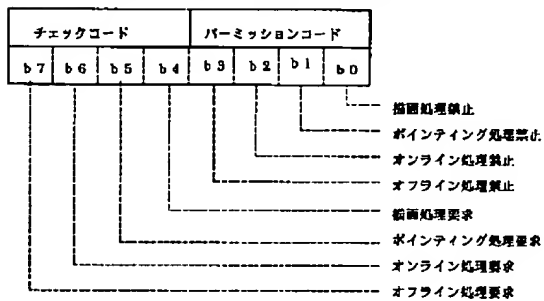 チェックコード パーミッションコード
b7 b6 b5 b4 b3 b2 b1 b0
描画処理禁止
ポインティング処理禁止
オンライン処理禁止
オフライン処理禁止
描画処理要求
ポインティング処理要求
オンライン処理要求
オフライン処理要求